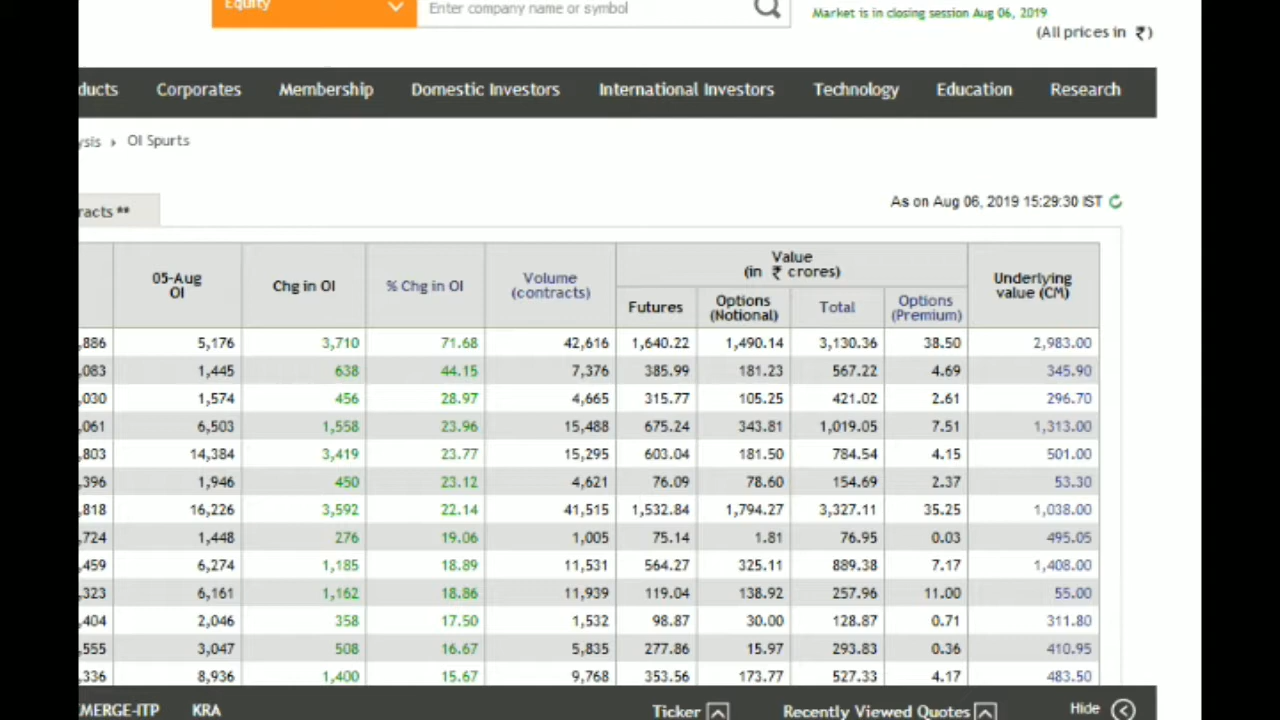 Equity
Enter company name or symbol
Market is in closing session Aug 06, 2019
(All prices in ₹)
ducts Corporates Membership Domestic Investors International Investors Technology Education Research
ysis › OI Spurts
racts **
As on Aug 06, 2019 15:29:30 IST
05-Aug OI Chg in OI % Chg in OI Volume (contracts) Value (in ₹ crores) Underlying value (CM)
Futures Options (Notional) Total Options (Premium)
,886 5,176 3,710 71.68 42,616 1,640.22 1,490.14 3,130.36 38.50 2,983.00
,083 1,445 638 44.15 7,376 385.99 181.23 567.22 4.69 345.90
,030 1,574 456 28.97 4,665 315.77 105.25 421.02 2.61 296.70
,061 6,503 1,558 23.96 15,488 675.24 343.81 1,019.05 7.51 1,313.00
,803 14,384 3,419 23.77 15,295 603.04 181.50 784.54 4.15 501.00
,396 1,946 450 23.12 4,621 76.09 78.60 154.69 2.37 53.30
,818 16,226 3,592 22.14 41,515 1,532.84 1,794.27 3,327.11 35.25 1,038.00
,724 1,448 276 19.06 1,005 75.14 1.81 76.95 0.03 495.05
,459 6,274 1,185 18.89 11,531 564.27 325.11 889.38 7.17 1,408.00
,323 6,161 1,162 18.86 11,939 119.04 138.92 257.96 11.00 55.00
,404 2,046 358 17.50 1,532 98.87 30.00 128.87 0.71 311.80
,555 3,047 508 16.67 5,835 277.86 15.97 293.83 0.36 410.95
,336 8,936 1,400 15.67 9,768 353.56 173.77 527.33 4.17 483.50
EMERGE-ITP KRA Ticker Recently Viewed Quotes Hide